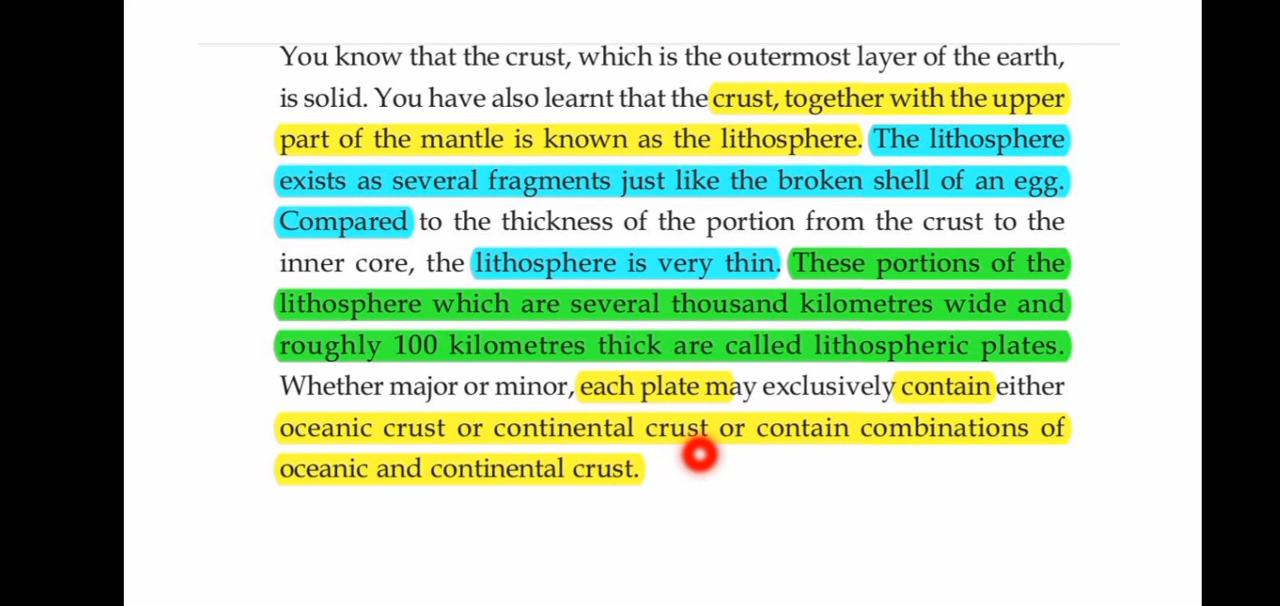 You know that the crust, which is the outermost layer of the earth,
is solid. You have also learnt that the crust, together with the upper
part of the mantle is known as the lithosphere. The lithosphere
exists as several fragments just like the broken shell of an egg.
Compared to the thickness of the portion from the crust to the
inner core, the lithosphere is very thin. These portions of the
lithosphere which are several thousand kilometres wide and
roughly 100 kilometres thick are called lithospheric plates.
Whether major or minor, each plate may exclusively contain either
oceanic crust or continental crust or contain combinations of
oceanic and continental crust.